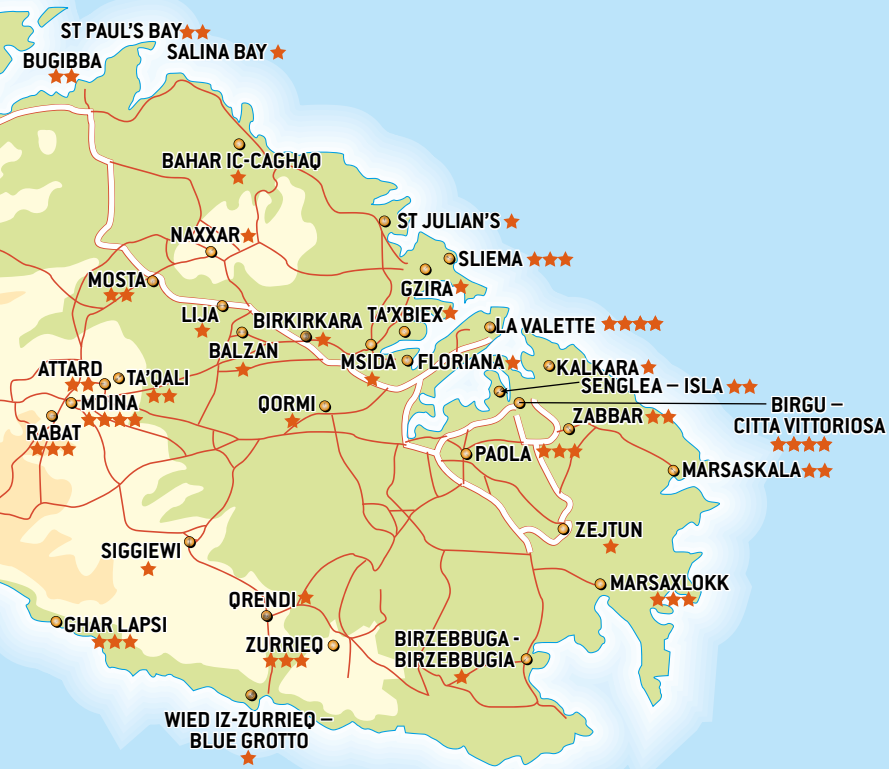 ST PAUL'S BAY
SALINA BAY
BUGIBBA
BAHAR IC-CAGHAQ
ST JULIAN'S
NAXXAR
SLIEMA
MOSTA
GZIRA
LIJA
BIRKIRKARA
TA'XBIEX
LA VALETTE
BALZAN
MSIDA
FLORIANA
KALKARA
ATTARD
TA'QALI
SENGLEA – ISLA
MDINA
QORMI
BIRGU –
CITTA VITTORIOSA
ZABBAR
RABAT
PAOLA
MARSASKALA
ZEJTUN
SIGGIEWI
MARSAXLOKK
QRENDI
GHAR LAPSI
ZURRIEQ
BIRZEBBUGA -
BIRZEBBUGIA
WIED IZ-ZURRIEQ –
BLUE GROTTO